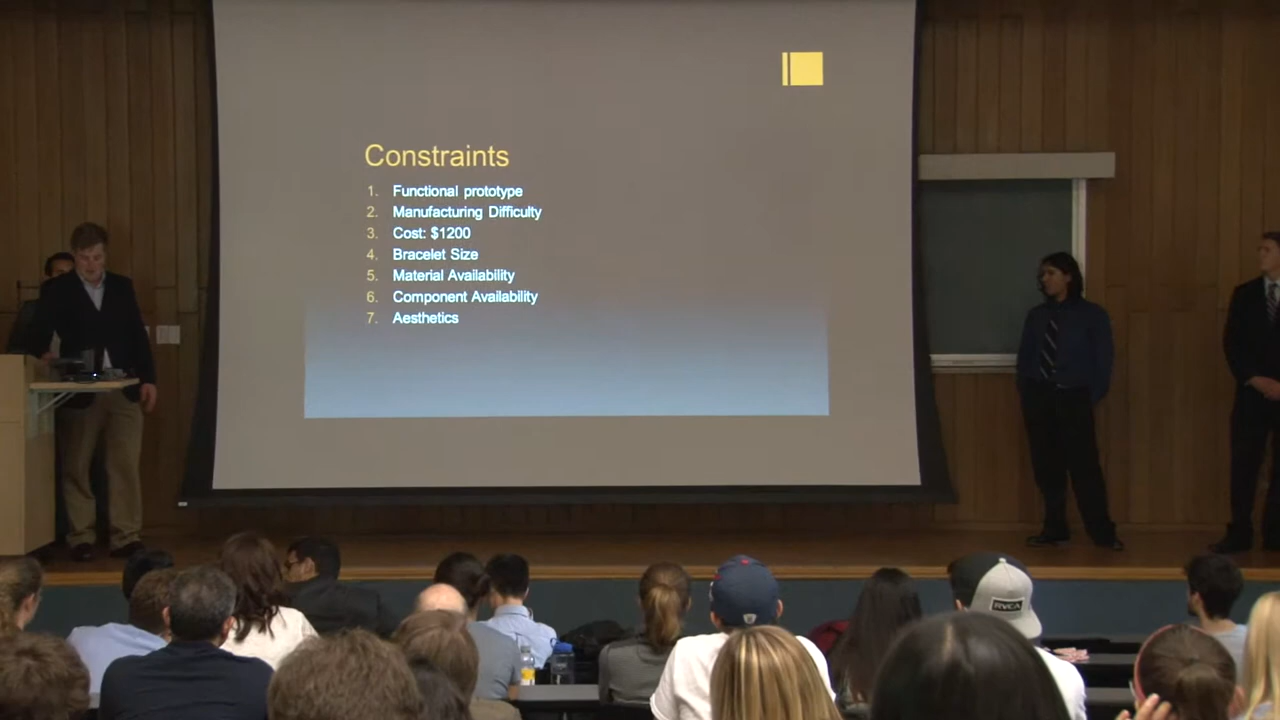 Constraints
1. Functional prototype
2. Manufacturing Difficulty
3. Cost: $1200
4. Bracelet Size
5. Material Availability
6. Component Availability
7. Aesthetics
RVCA